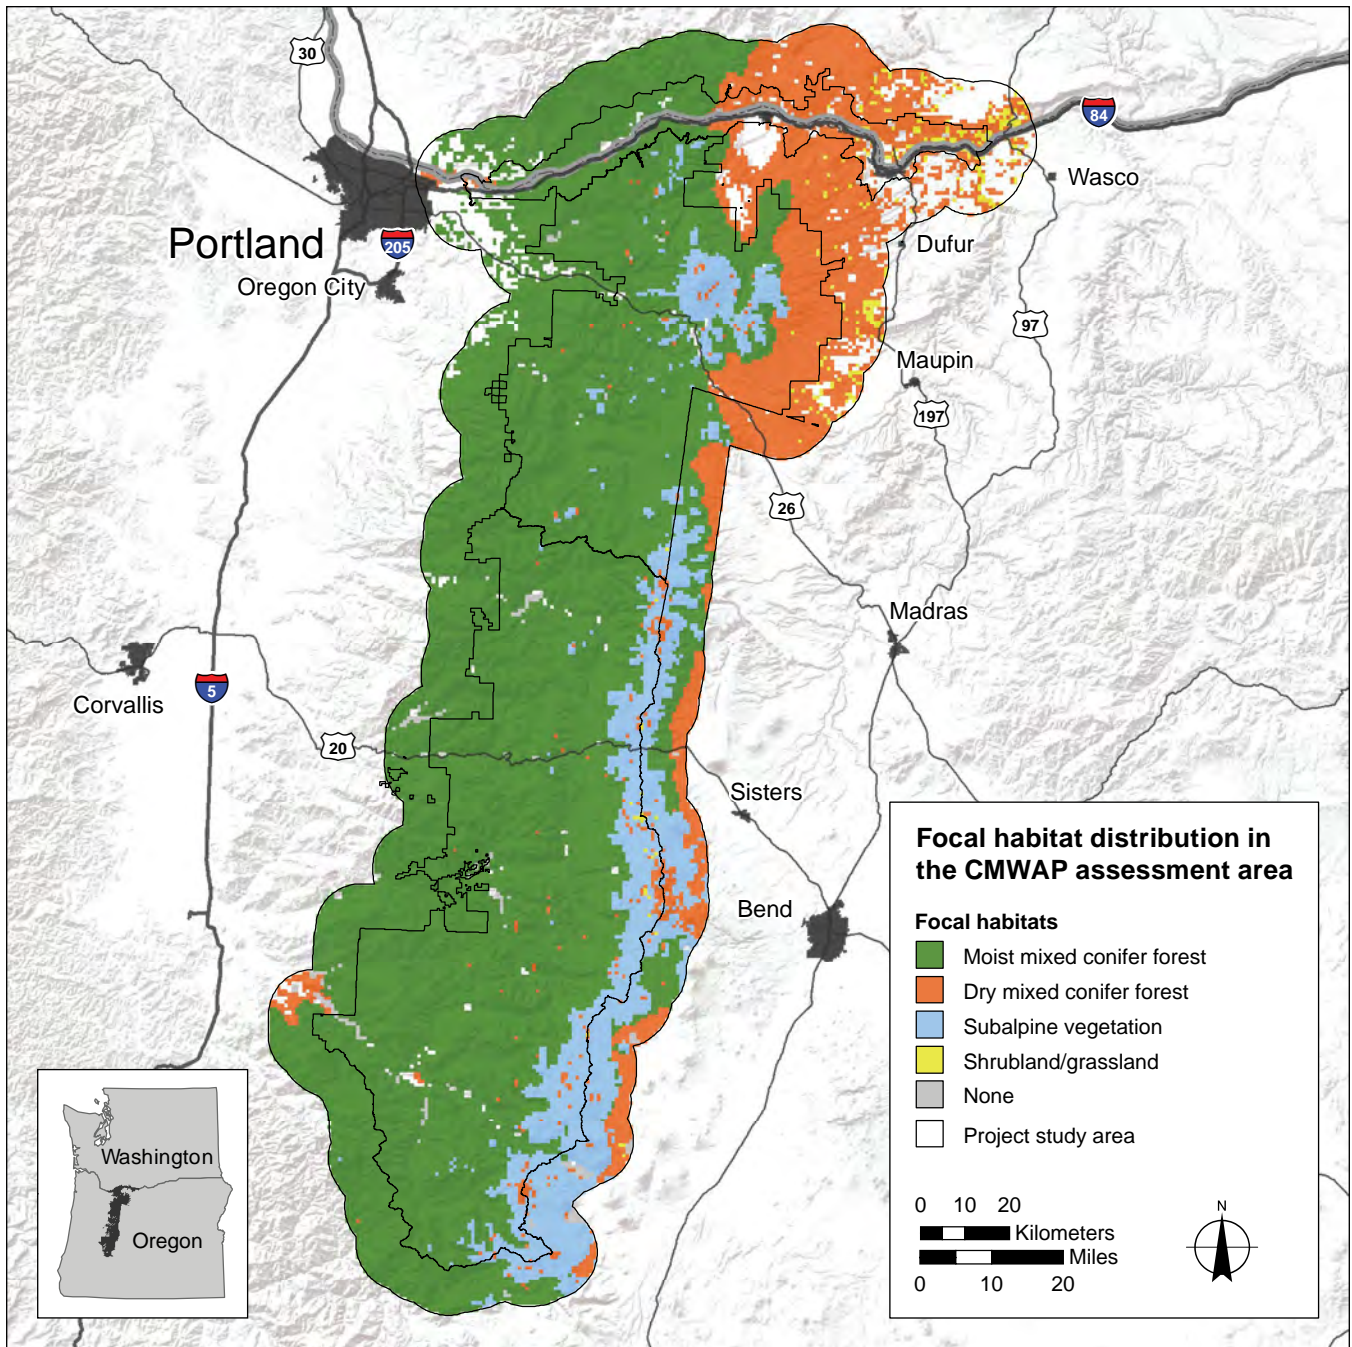 30
84
Wasco
Portland
205
Dufur
Oregon City
97
Maupin
197
26
Madras
5
Corvallis
20
Sisters
Bend
Focal habitat distribution in
the CMWAP assessment area
Focal habitats
Moist mixed conifer forest
Dry mixed conifer forest
Subalpine vegetation
Shrubland/grassland
None
Project study area
0 10 20
Kilometers
Miles
0 10 20
N
Washington
Oregon